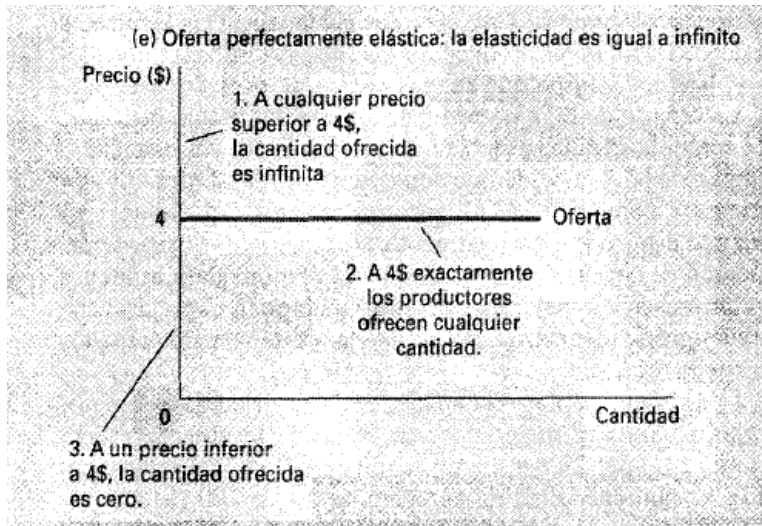 (e) Oferta perfectamente elástica: la elasticidad es igual a infinito
Precio ($)
1. A cualquier precio
superior a 4$,
la cantidad ofrecida
es infinita
4
Oferta
2. A 4$ exactamente
los productores
ofrecen cualquier
cantidad.
0
Cantidad
3. A un precio inferior
a 4$, la cantidad ofrecida
es cero.